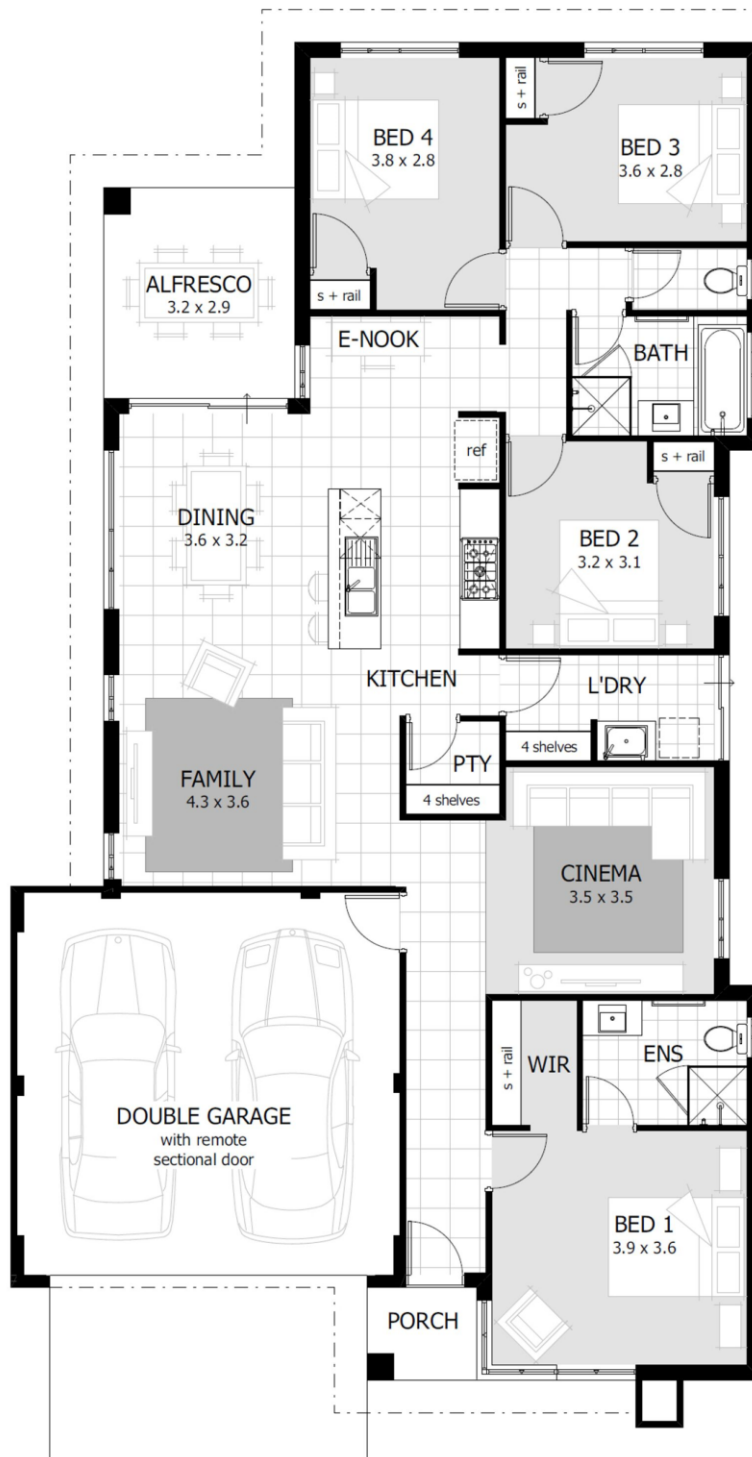 BED 4
3.8 x 2.8
s + rail
BED 3
3.6 x 2.8
ALFRESCO
3.2 x 2.9
s + rail
E-NOOK
BATH
ref
s + rail
DINING
3.6 x 3.2
BED 2
3.2 x 3.1
KITCHEN
L'DRY
4 shelves
PTY
4 shelves
FAMILY
4.3 x 3.6
CINEMA
3.5 x 3.5
s + rail
WIR
ENS
DOUBLE GARAGE
with remote
sectional door
BED 1
3.9 x 3.6
PORCH